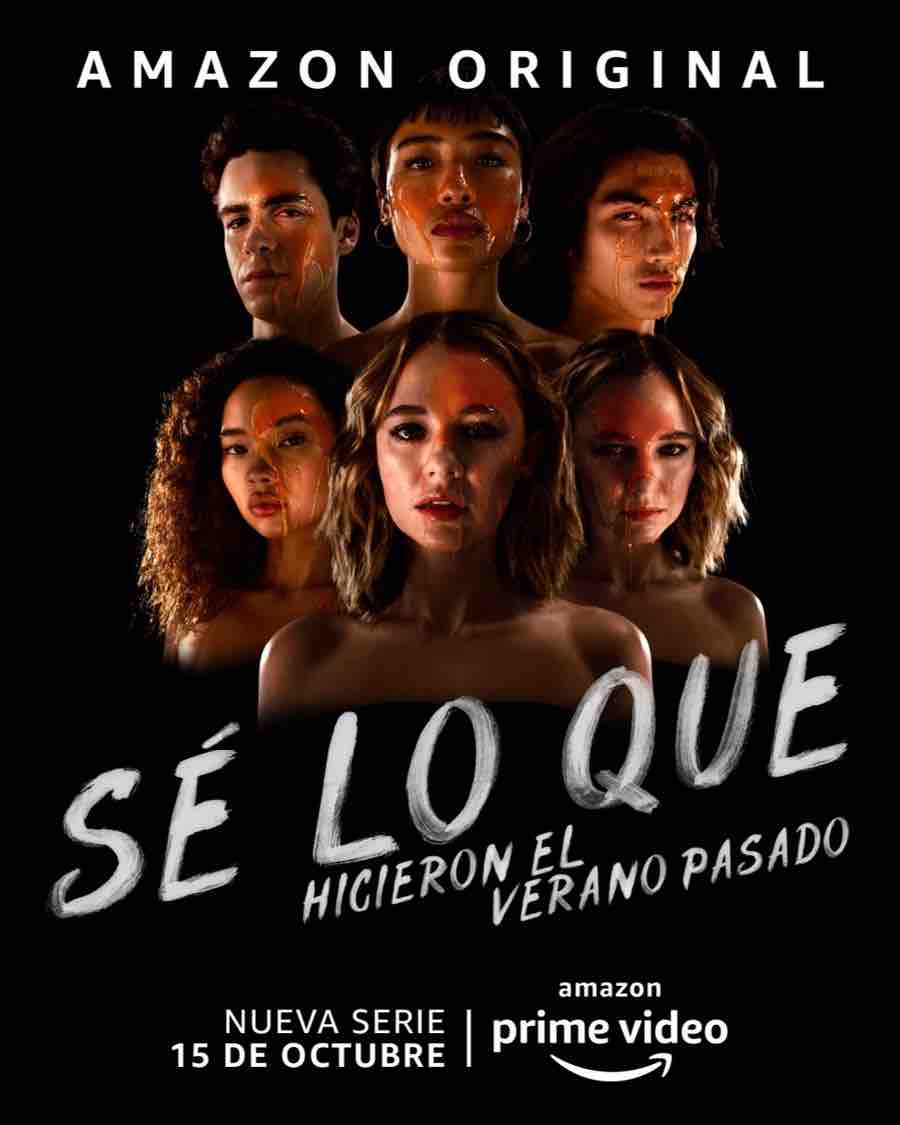 AMAZON ORIGINAL
SÉ LO QUE
HICIERON EL
VERANO PASADO
NUEVA SERIE
15 DE OCTUBRE
amazon
prime video